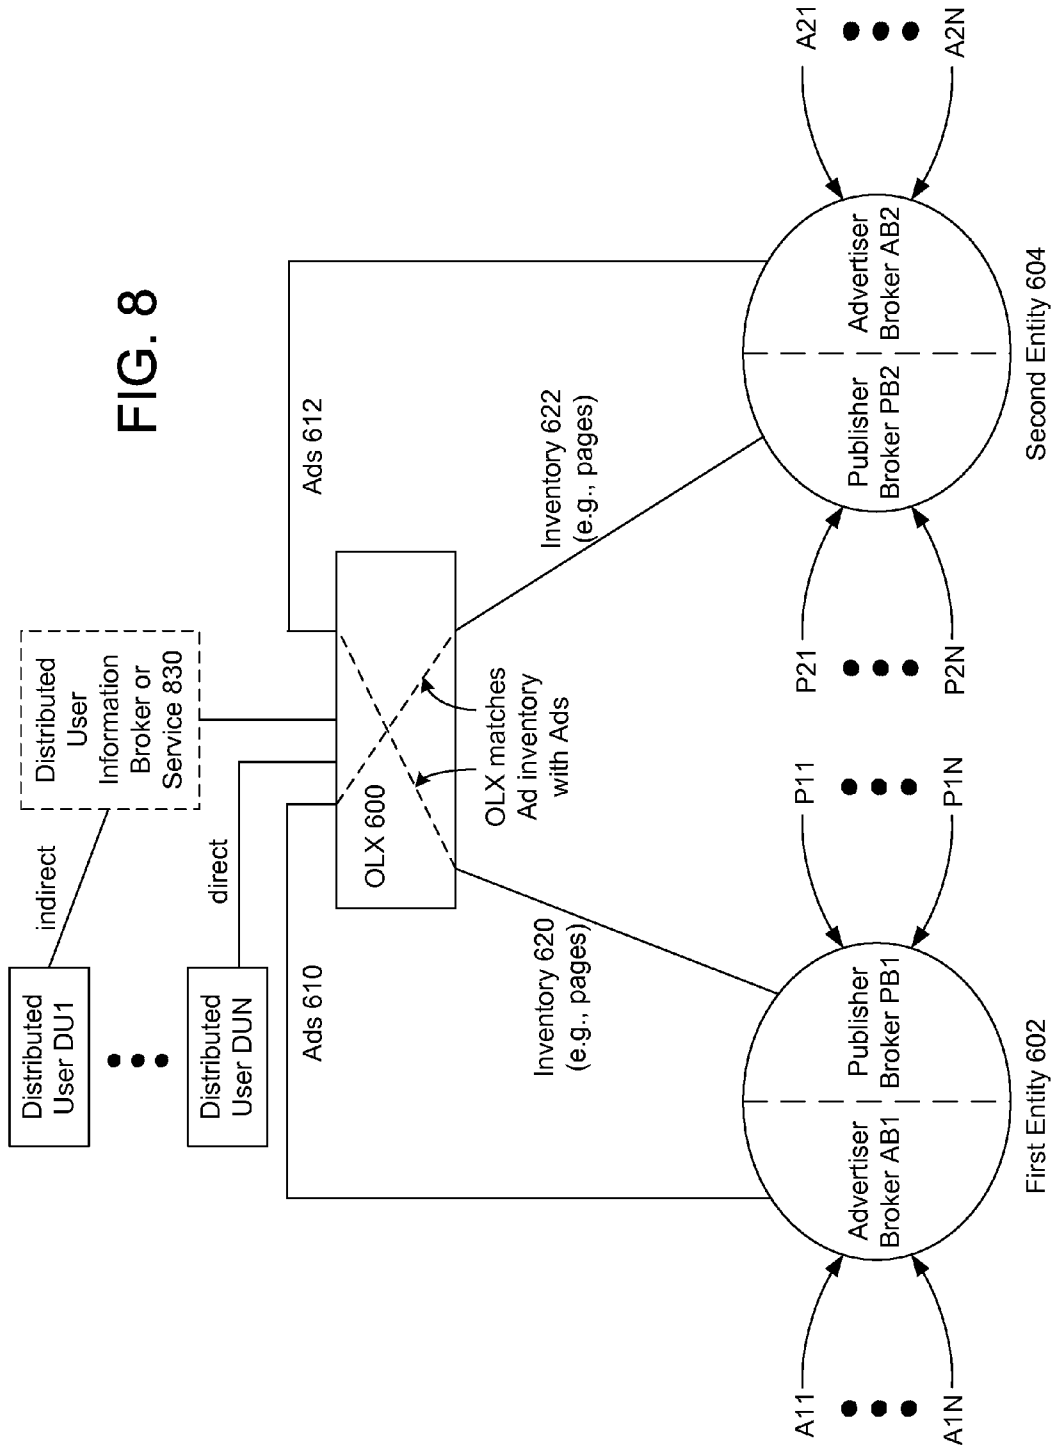 FIG. 8
Distributed
User DU1
indirect
Distributed
User
Information
Broker or
Service 830
Distributed
User DUN
direct
Ads 610
Ads 612
OLX 600
OLX matches
Ad inventory
with Ads
Inventory 620
(e.g., pages)
Inventory 622
(e.g., pages)
A11
A1N
Advertiser
Broker AB1
Publisher
Broker PB1
P11
P1N
First Entity 602
P21
P2N
Publisher
Broker PB2
Advertiser
Broker AB2
A21
A2N
Second Entity 604